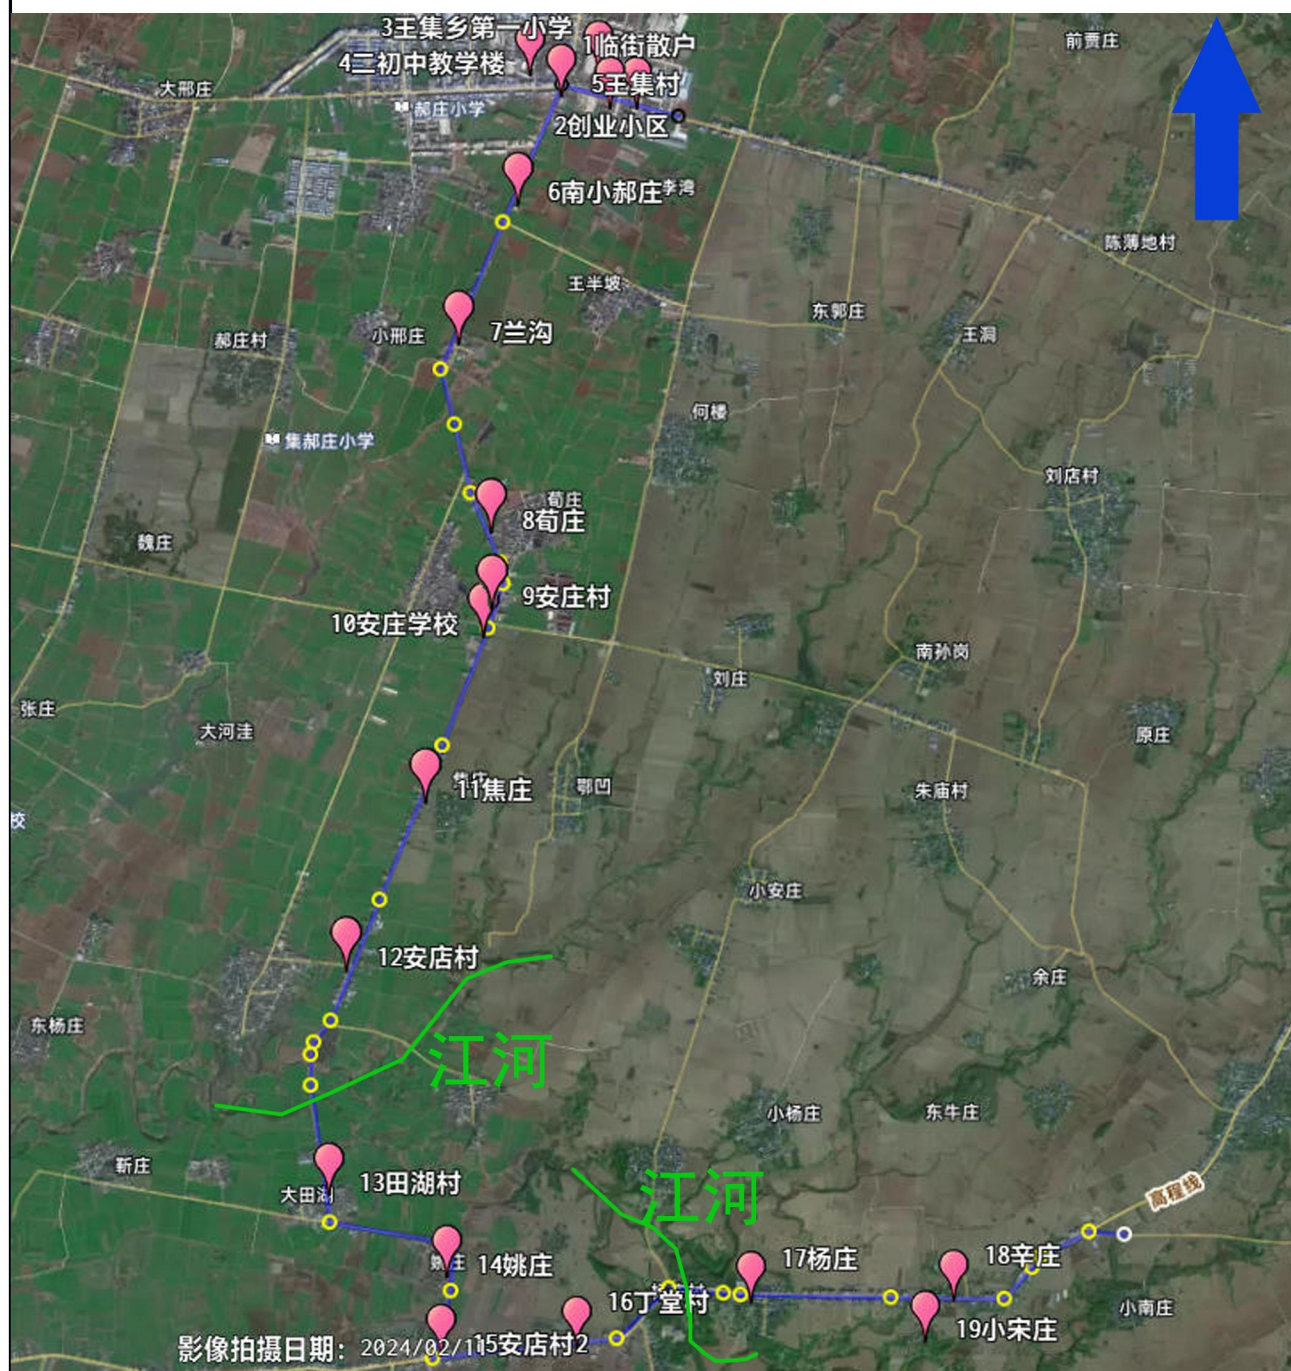 3王集乡第一小学
前贾庄
1临街散户
4二初中教学楼
5王集村
大邢庄
郝庄小学
2创业小区
6南小郝庄
李湾
陈薄地村
王半坡
东郭庄
7兰沟
小邢庄
郝庄村
王洞
何楼
集郝庄小学
刘店村
荀庄
8荀庄
魏庄
9安庄村
10安庄学校
南孙岗
刘庄
张庄
大河洼
原庄
11焦庄
鄂凹
朱庙村
校
小安庄
12安店村
余庄
东杨庄
江河
小杨庄
东牛庄
靳庄
13田湖村
大田湖
江河
高程线
14姚庄
17杨庄
18辛庄
16丁堂村
小南庄
19小宋庄
15安店村2
影像拍摄日期：2024/02/11